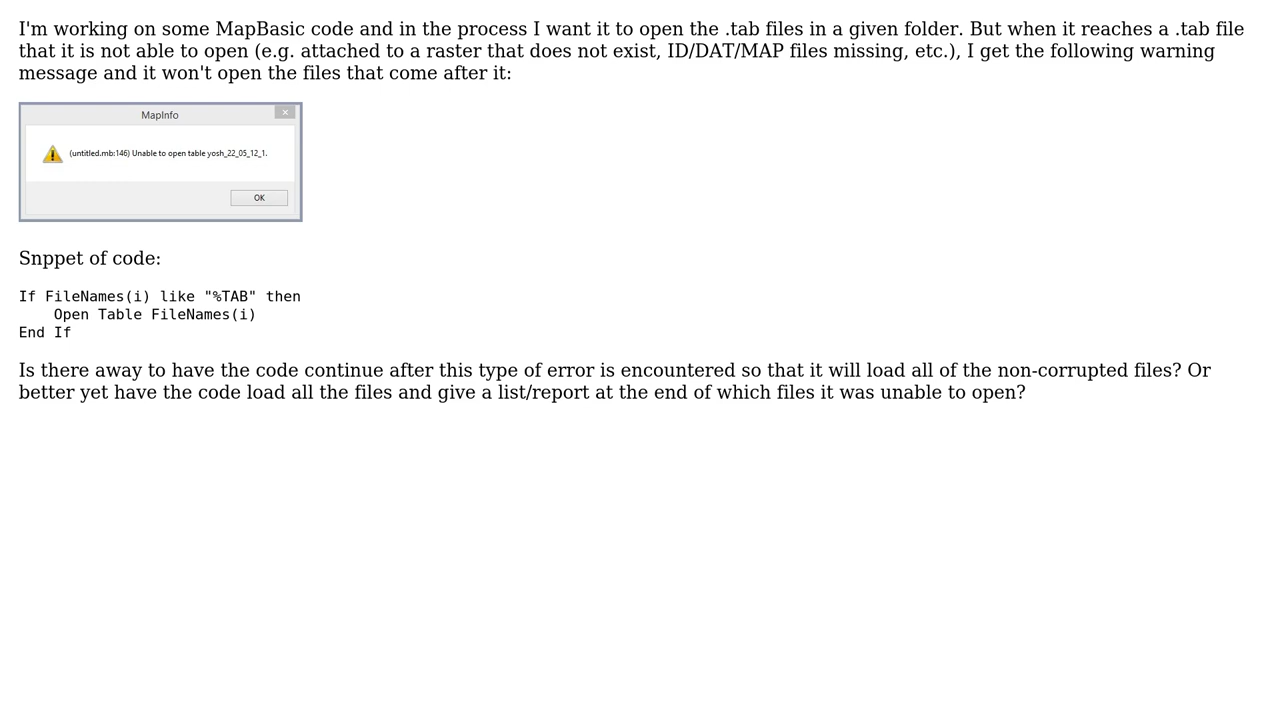 I'm working on some MapBasic code and in the process I want it to open the .tab files in a given folder. But when it reaches a .tab file
that it is not able to open (e.g. attached to a raster that does not exist, ID/DAT/MAP files missing, etc.), I get the following warning
message and it won't open the files that come after it:
MapInfo
(untitled.mb:146) Unable to open table yosh_22_05_12_1.
OK
Snppet of code:
If FileNames(i) like "%TAB" then
    Open Table FileNames(i)
End If
Is there away to have the code continue after this type of error is encountered so that it will load all of the non-corrupted files? Or
better yet have the code load all the files and give a list/report at the end of which files it was unable to open?